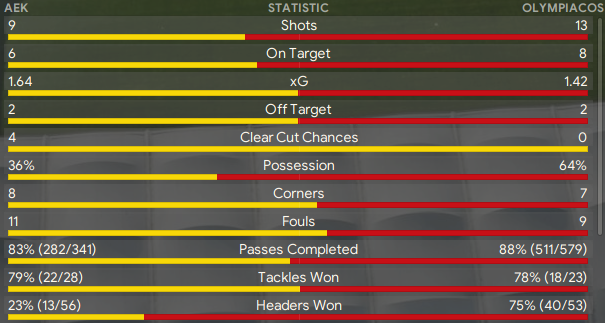 AEK STATISTIC OLYMPIACOS
9 Shots 13
6 On Target 8
1.64 xG 1.42
2 Off Target 2
4 Clear Cut Chances 0
36% Possession 64%
8 Corners 7
11 Fouls 9
83% (282/341) Passes Completed 88% (511/579)
79% (22/28) Tackles Won 78% (18/23)
23% (13/56) Headers Won 75% (40/53)